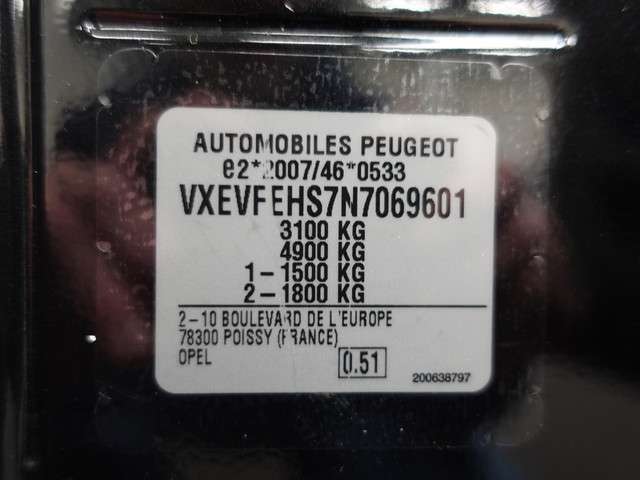 AUTOMOBILES PEUGEOT
e2*2007/46*0533
VXEVFEHS7N7069601
3100 KG
4900 KG
1-1500 KG
2-1800 KG
2-10 BOULEVARD DE L'EUROPE
78300 POISSY (FRANCE)
OPEL
0.51
200638797